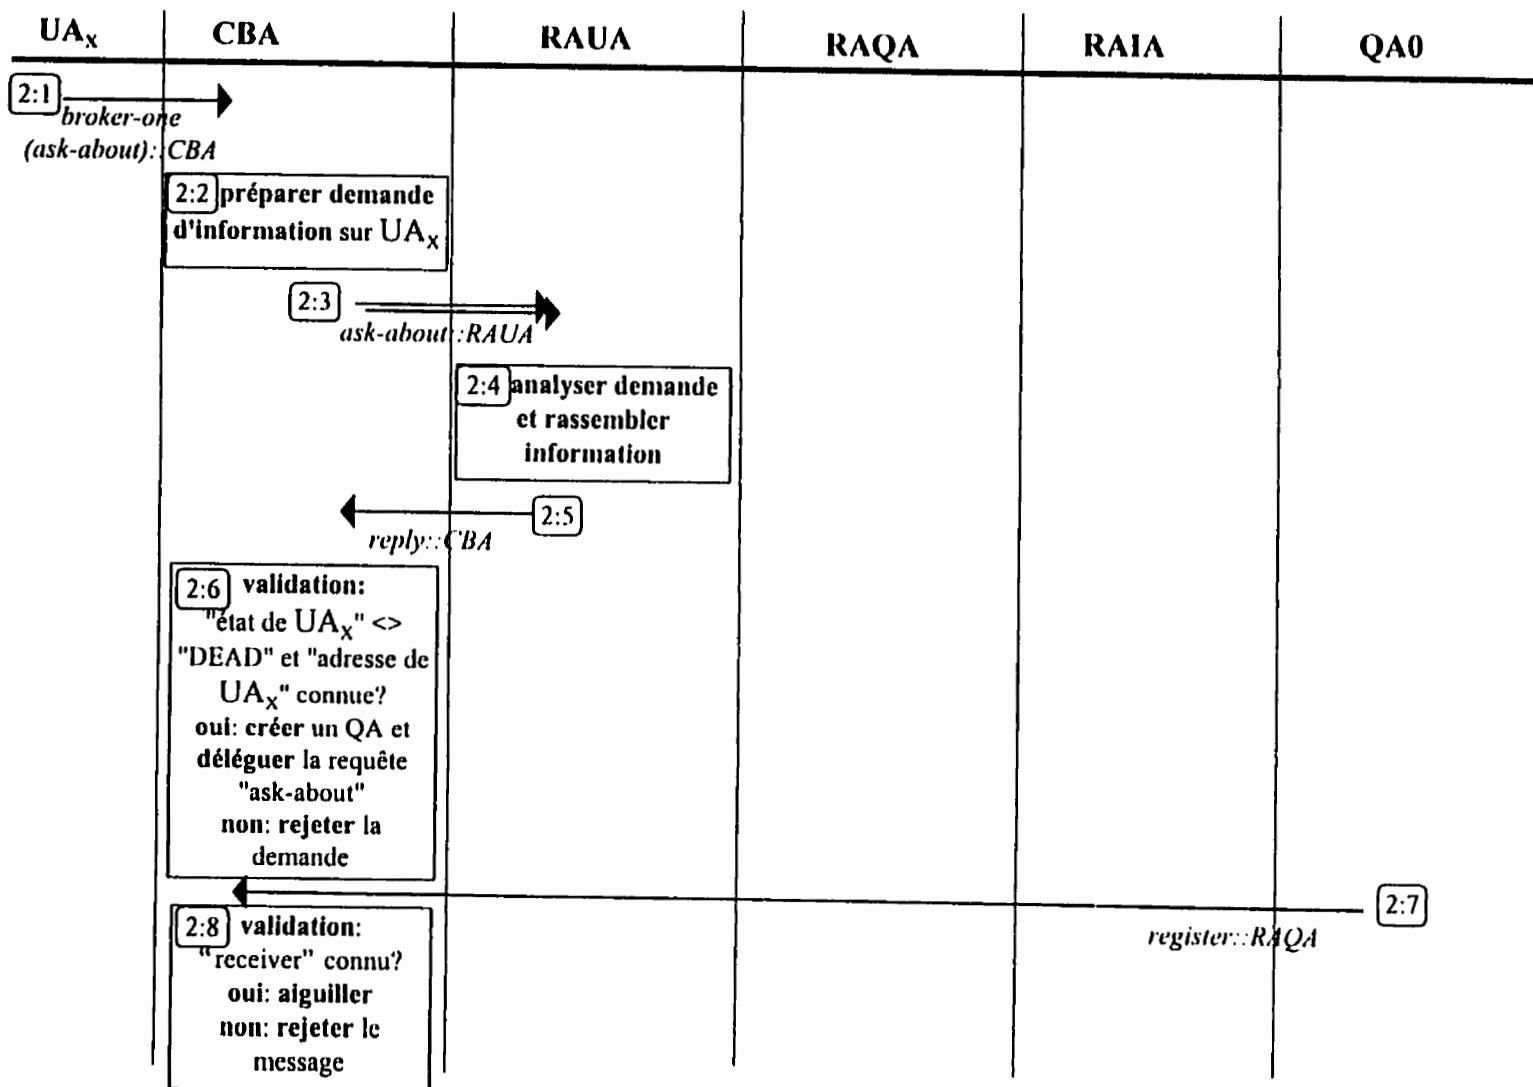 UAx CBA RAUA RAQA RAIA QA0
2:1
broker-one
(ask-about)::CBA
2:2 préparer demande
d'information sur UAx
2:3
ask-about::RAUA
2:4 analyser demande
et rassembler
information
2:5
reply::CBA
2:6 validation:
"état de UAx" <>
"DEAD" et "adresse de
UAx" connue?
oui: créer un QA et
déléguer la requête
"ask-about"
non: rejeter la
demande
2:7
register::RAQA
2:8 validation:
“receiver” connu?
oui: aiguiller
non: rejeter le
message